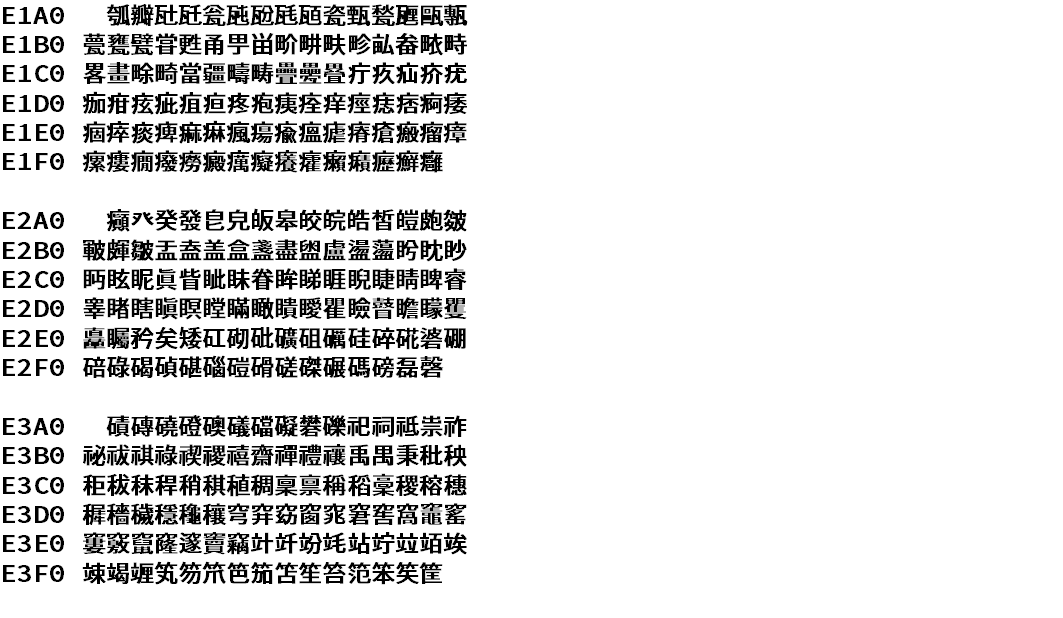 E1A0 瓠瓣瓧瓩瓮瓲瓰瓱瓸瓷甄甃甅甌甎
E1B0 甍甕甓甞甦甬甼畄畍畊畉畛畆畚畩畤
E1C0 畧畫畭畸當疆疇畴疊疉疂疔疚疝疥疣
E1D0 痂疳痃疵疽疸疼疱痍痊痒痙痣痞痾痿
E1E0 痼瘁痰痺痲痳瘋瘍瘉瘟瘧瘠瘡瘢瘤瘴
E1F0 瘰瘻癇癈癆癜癘癡癢癨癩癪癧癬癰
E2A0 癲癶癸發皀皃皈皋皎皖皓皙皚皰皴
E2B0 皸皹皺盂盍盖盒盞盡盥盧盪蘯盻眈眇
E2C0 眄眩眤眞眥眦眛眷眸睇睚睨睫睛睥睿
E2D0 睾睹瞎瞋瞑瞠瞞瞰瞶瞹瞿瞼瞽瞻矇矍
E2E0 矗矚矜矣矮矼砌砒礦砠礪硅碎硴碆硼
E2F0 碚碌碣碵碪碯磑磆磋磔碾碼磅磊磬
E3A0 磧磚磽磴礇礒礑礙礬礫祀祠祗祟祚
E3B0 祕祓祺祿禊禝禧齋禪禮禳禹禺秉秕秧
E3C0 秬秡秣稈稍稘稙稠稟禀稱稻稾稷穃穗
E3D0 穉穡穢穩龝穰穹穽窈窗窕窘窖窩竈窰
E3E0 窶竅竄窿邃竇竊竍竏竕竓站竚竝竡竢
E3F0 竦竭竰笂笏笊笆笳笘笙笞笵笨笶筐